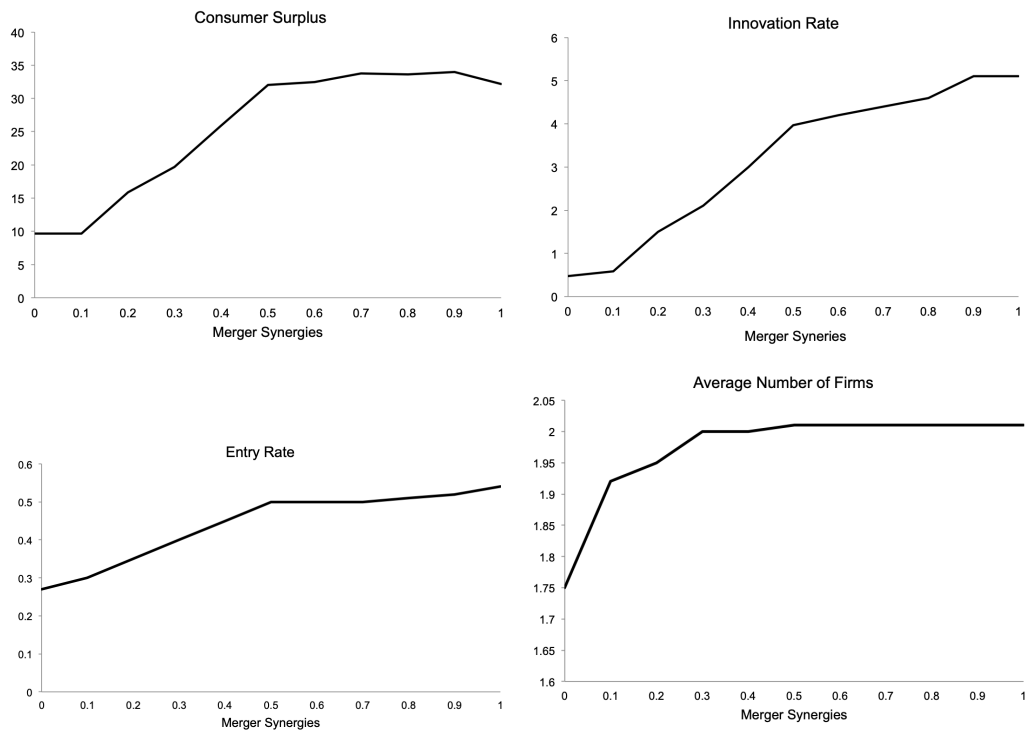 Consumer Surplus
40
35
30
25
20
15
10
5
0
0 0.1 0.2 0.3 0.4 0.5 0.6 0.7 0.8 0.9 1
Merger Synergies
Innovation Rate
6
5
4
3
2
1
0
0 0.1 0.2 0.3 0.4 0.5 0.6 0.7 0.8 0.9 1
Merger Syneries
Entry Rate
0.6
0.5
0.4
0.3
0.2
0.1
0
0 0.1 0.2 0.3 0.4 0.5 0.6 0.7 0.8 0.9 1
Merger Synergies
Average Number of Firms
2.05
2
1.95
1.9
1.85
1.8
1.75
1.7
1.65
1.6
0 0.1 0.2 0.3 0.4 0.5 0.6 0.7 0.8 0.9 1
Merger Synergies